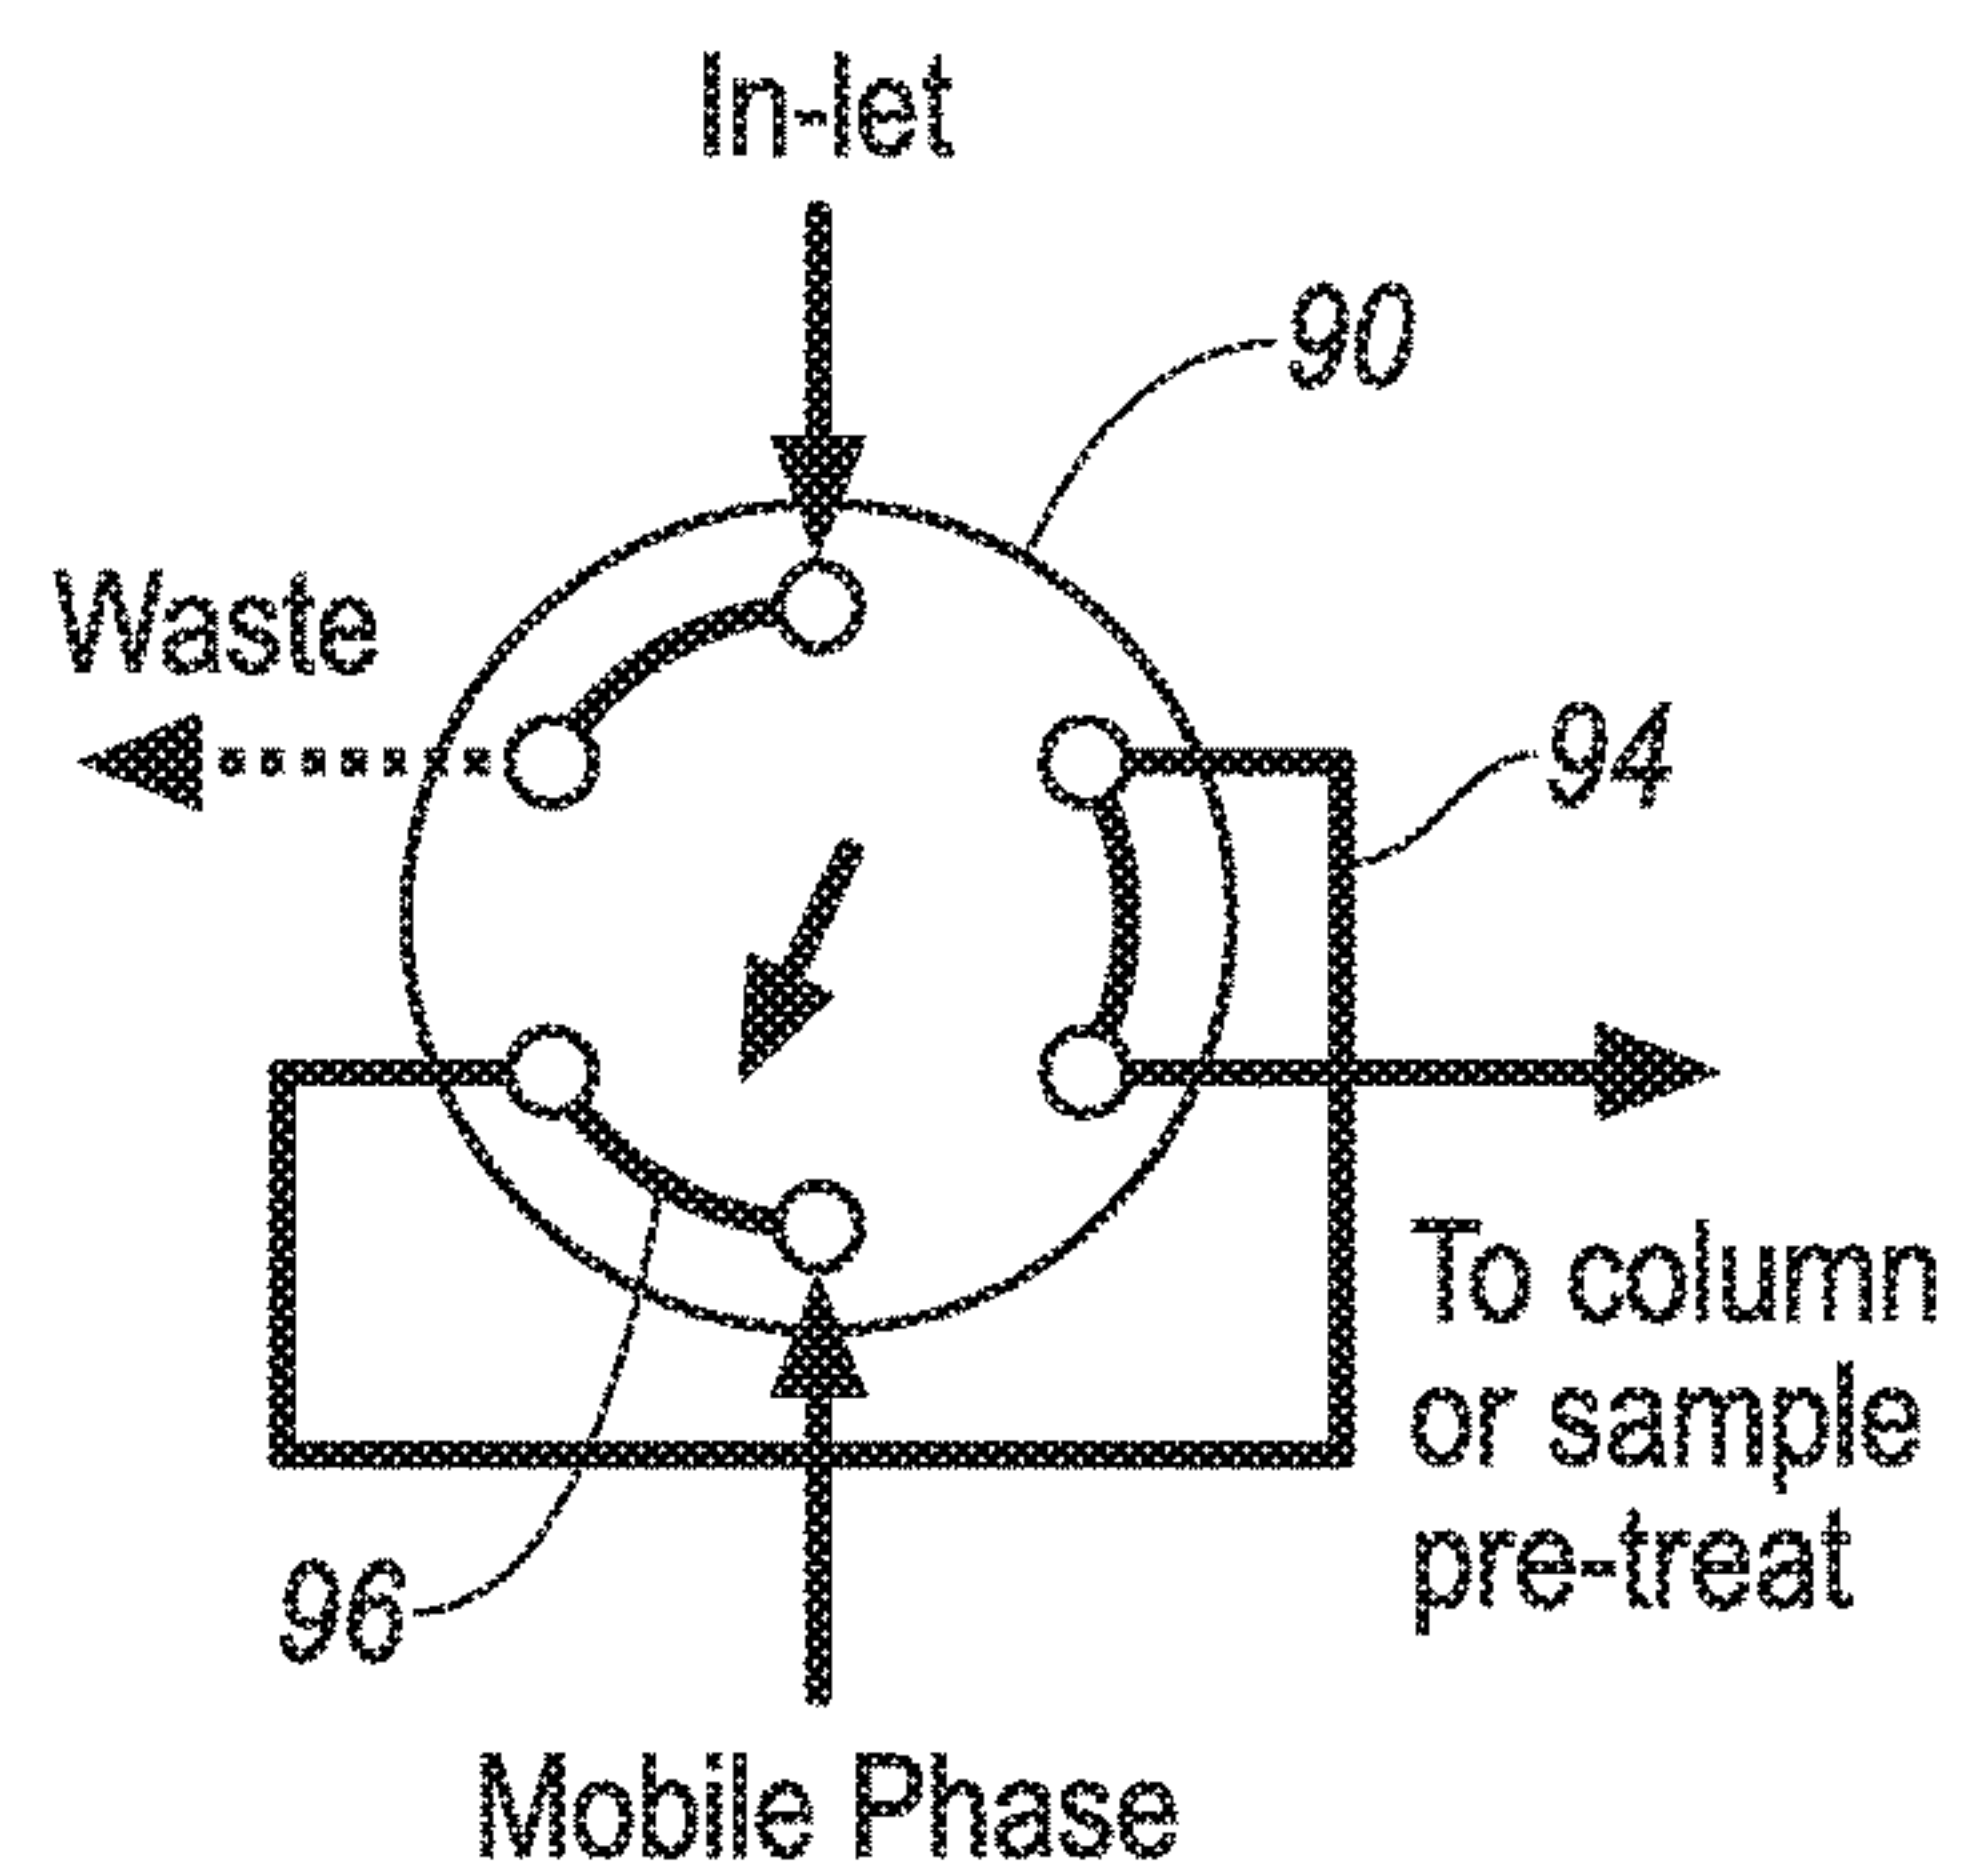 In-let
90
Waste
94
To column
or sample
pre-treat
96
Mobile Phase